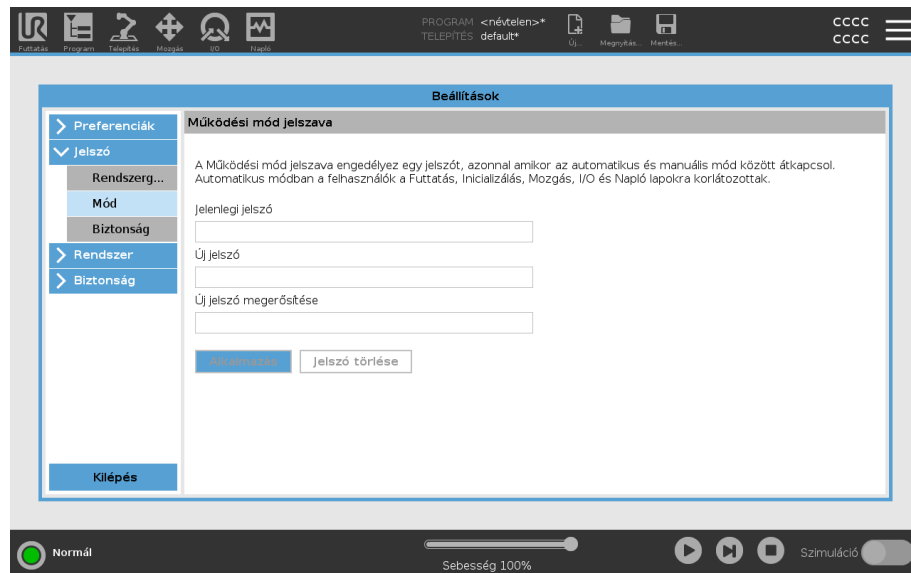 PROGRAM <névtelen>*
TELEPÍTÉS default*
CCCC
CCCC
Futtatás Program Telepítés Mozgás I/O Napló Új... Megnyitás... Mentés...
Beállítások
Preferenciák
Jelszó
Rendszerg...
Mód
Biztonság
Rendszer
Biztonság
Kilépés
Működési mód jelszava
A Működési mód jelszava engedélyez egy jelszót, azonnal amikor az automatikus és manuális mód között átkapcsol.
Automatikus módban a felhasználók a Futtatás, Inicializálás, Mozgás, I/O és Napló lapokra korlátozottak.
Jelenlegi jelszó
Új jelszó
Új jelszó megerősítése
Alkalmazás Jelszó törlése
Normál
Sebesség 100%
Szimuláció